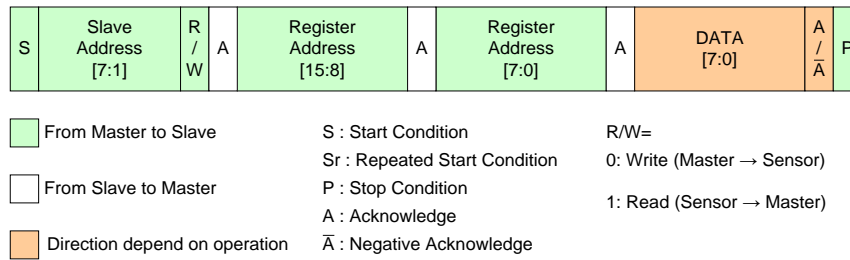 S
Slave
Address
[7:1]
R
/
W
A
Register
Address
[15:8]
A
Register
Address
[7:0]
A
DATA
[7:0]
A
/
A̅
P
From Master to Slave
From Slave to Master
Direction depend on operation
S : Start Condition
Sr : Repeated Start Condition
P : Stop Condition
A : Acknowledge
A̅ : Negative Acknowledge
R/W=
0: Write (Master → Sensor)
1: Read (Sensor → Master)